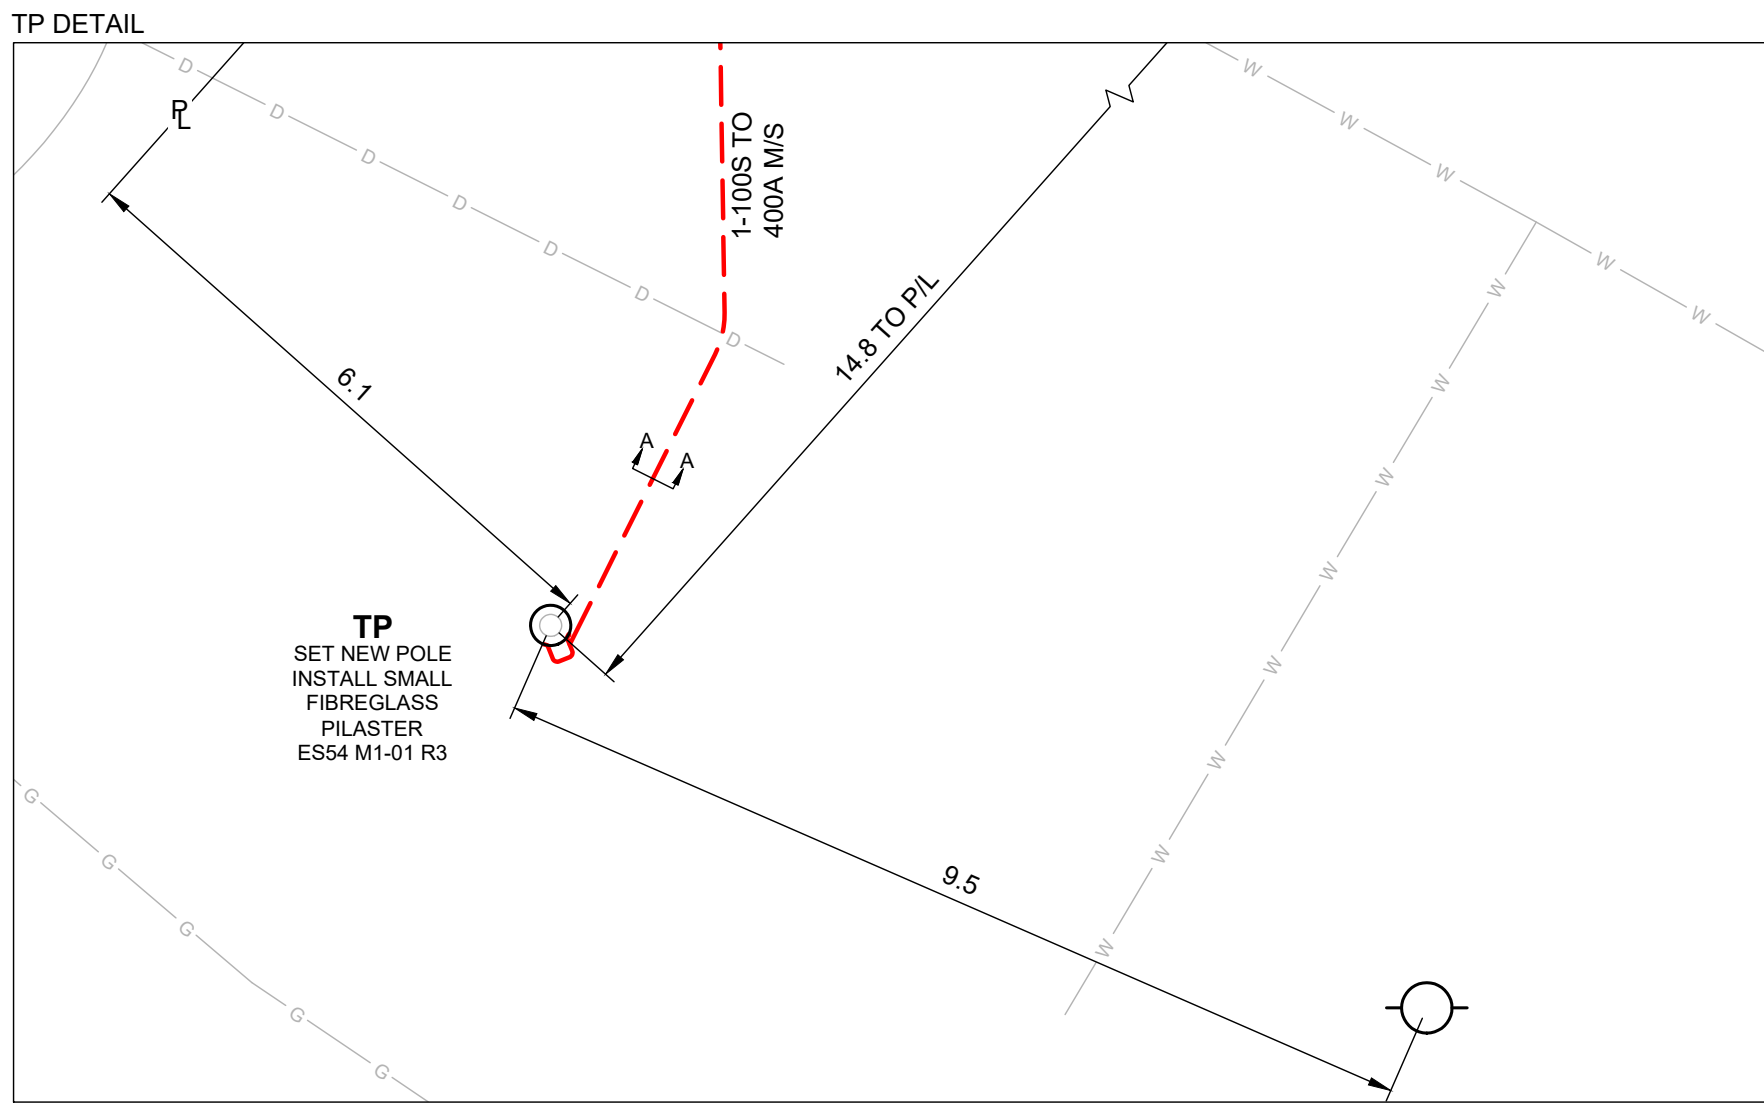 TP DETAIL
D
D
D
D
D
D
D
PL
1-100S TO
400A M/S
14.8 TO P/L
W
W
W
W
W
W
W
W
W
W
W
W
W
6.1
A
A
TP
SET NEW POLE
INSTALL SMALL
FIBREGLASS
PILASTER
ES54 M1-01 R3
9.5
G
G
G
G
G